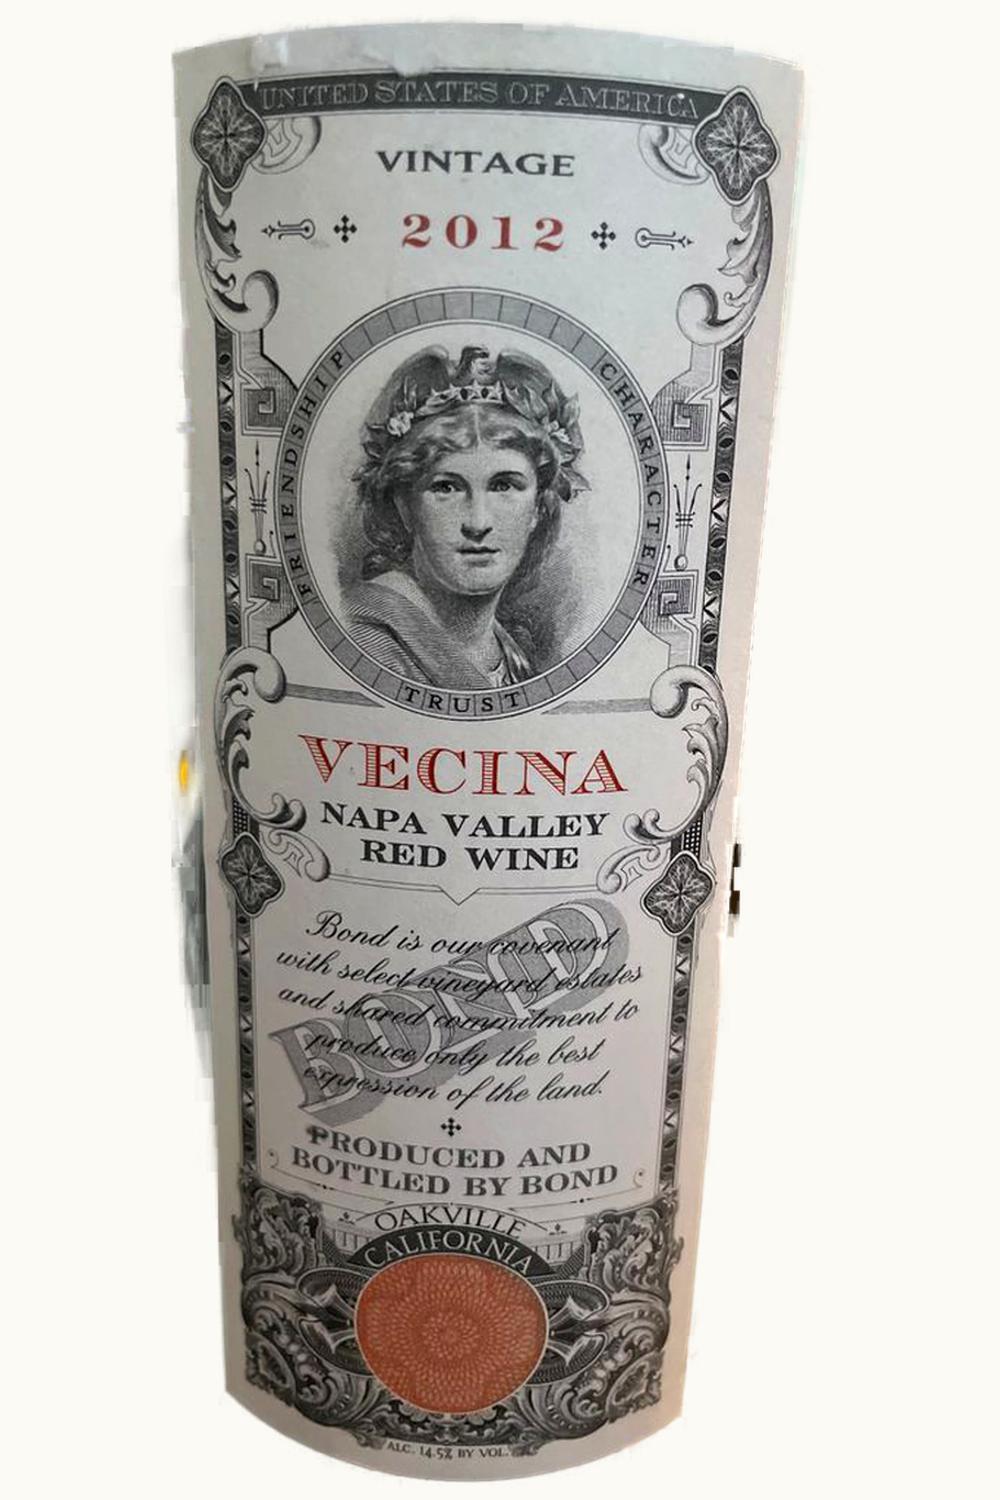 UNITED STATES OF AMERICA
VINTAGE
2012
FRIENDSHIP
CHARACTER
TRUST
VECINA
NAPA VALLEY
RED WINE
BOND
Bond is our covenant
with select vineyard estates
and shared commitment to
produce only the best
expression of the land.
PRODUCED AND
BOTTLED BY BOND
OAKVILLE
CALIFORNIA
ALC. 14.5% BY VOL.